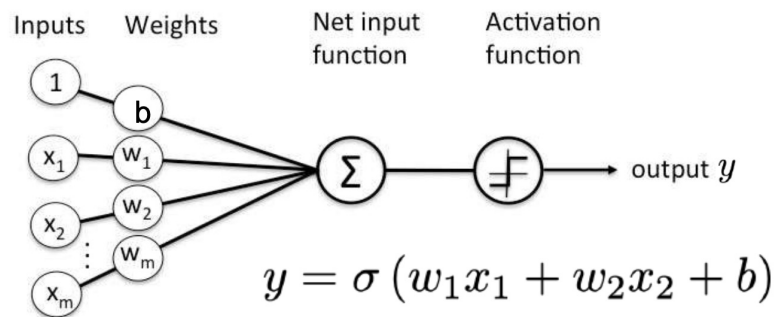 Inputs Weights Net input function Activation function
1 b
x₁ w₁
Σ
output y
x₂ w₂
⋮
xₘ wₘ
y = σ (w₁x₁ + w₂x₂ + b)